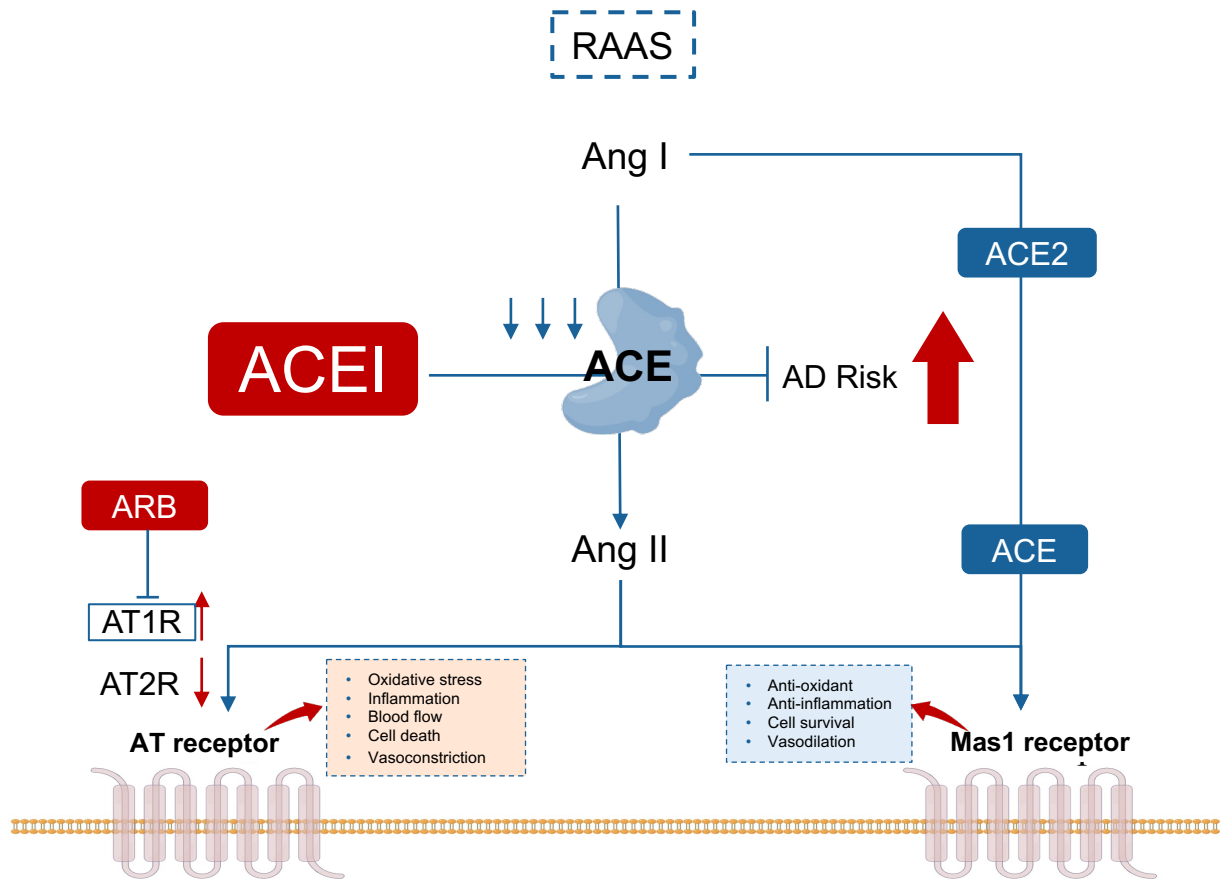 RAAS
Ang I
ACE2
ACEI
ACE
AD Risk
ARB
Ang II
ACE
AT1R
AT2R
• Oxidative stress
• Inflammation
• Blood flow
• Cell death
• Vasoconstriction
• Anti-oxidant
• Anti-inflammation
• Cell survival
• Vasodilation
AT receptor
Mas1 receptor